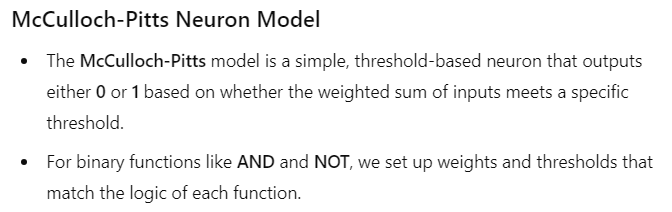 McCulloch-Pitts Neuron Model
• The McCulloch-Pitts model is a simple, threshold-based neuron that outputs
either 0 or 1 based on whether the weighted sum of inputs meets a specific
threshold.
• For binary functions like AND and NOT, we set up weights and thresholds that
match the logic of each function.